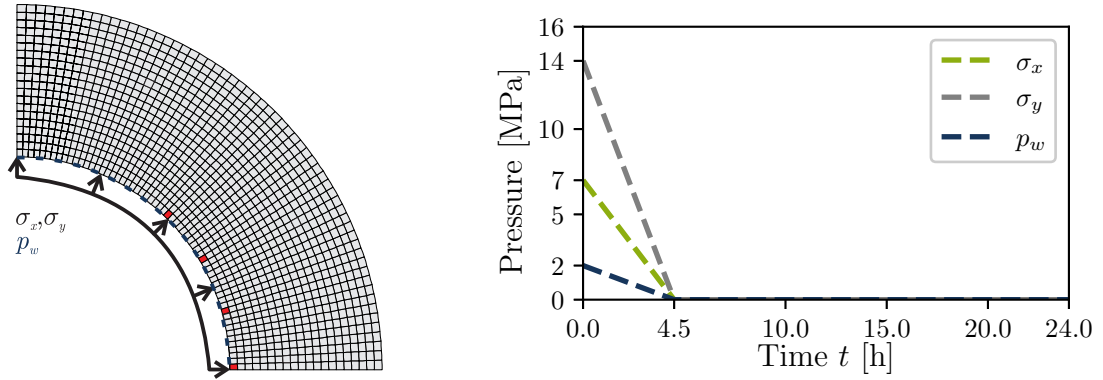 σx,σy
pw
Pressure [MPa]
16
14
10
7
5
2
0
0.0 4.5 10.0 15.0 20.0 24.0
Time t [h]
σx
σy
pw